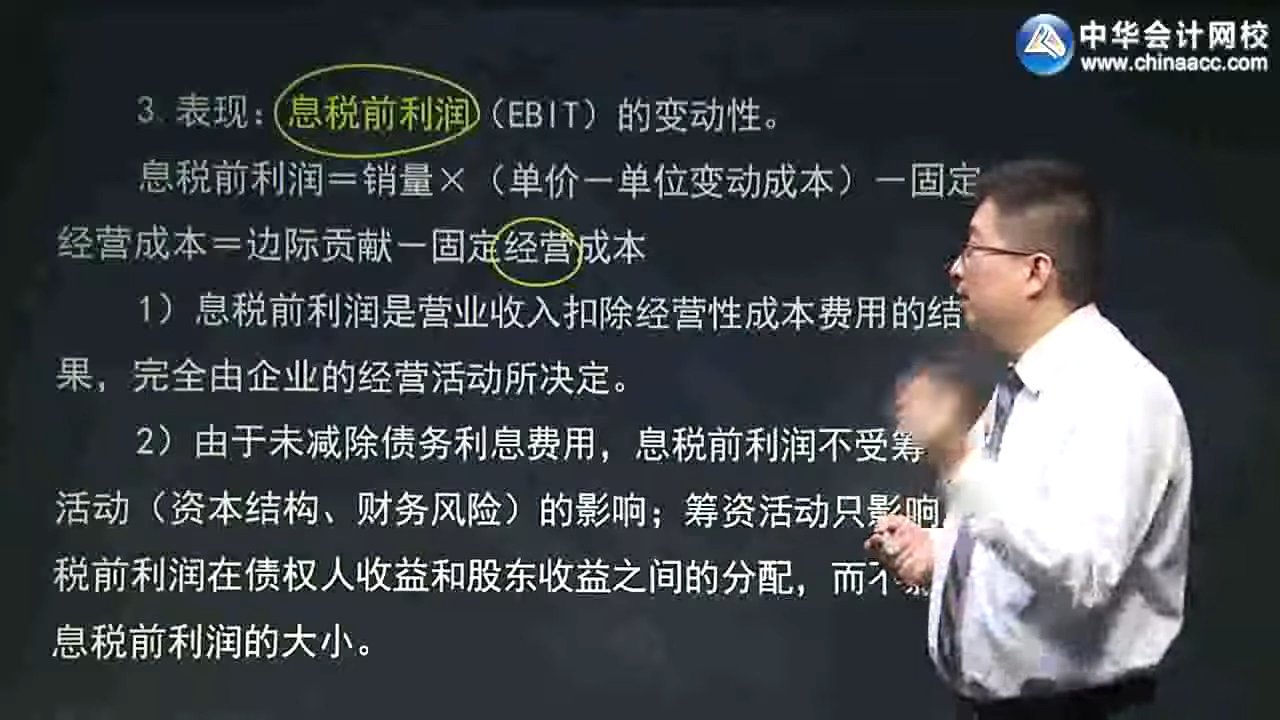 中华会计网校
www.chinaacc.com
3.表现：息税前利润（EBIT）的变动性。
息税前利润＝销量×（单价－单位变动成本）－固定
经营成本＝边际贡献－固定经营成本
1）息税前利润是营业收入扣除经营性成本费用的结
果，完全由企业的经营活动所决定。
2）由于未减除债务利息费用，息税前利润不受筹
活动（资本结构、财务风险）的影响；筹资活动只影响
税前利润在债权人收益和股东收益之间的分配，而不
息税前利润的大小。